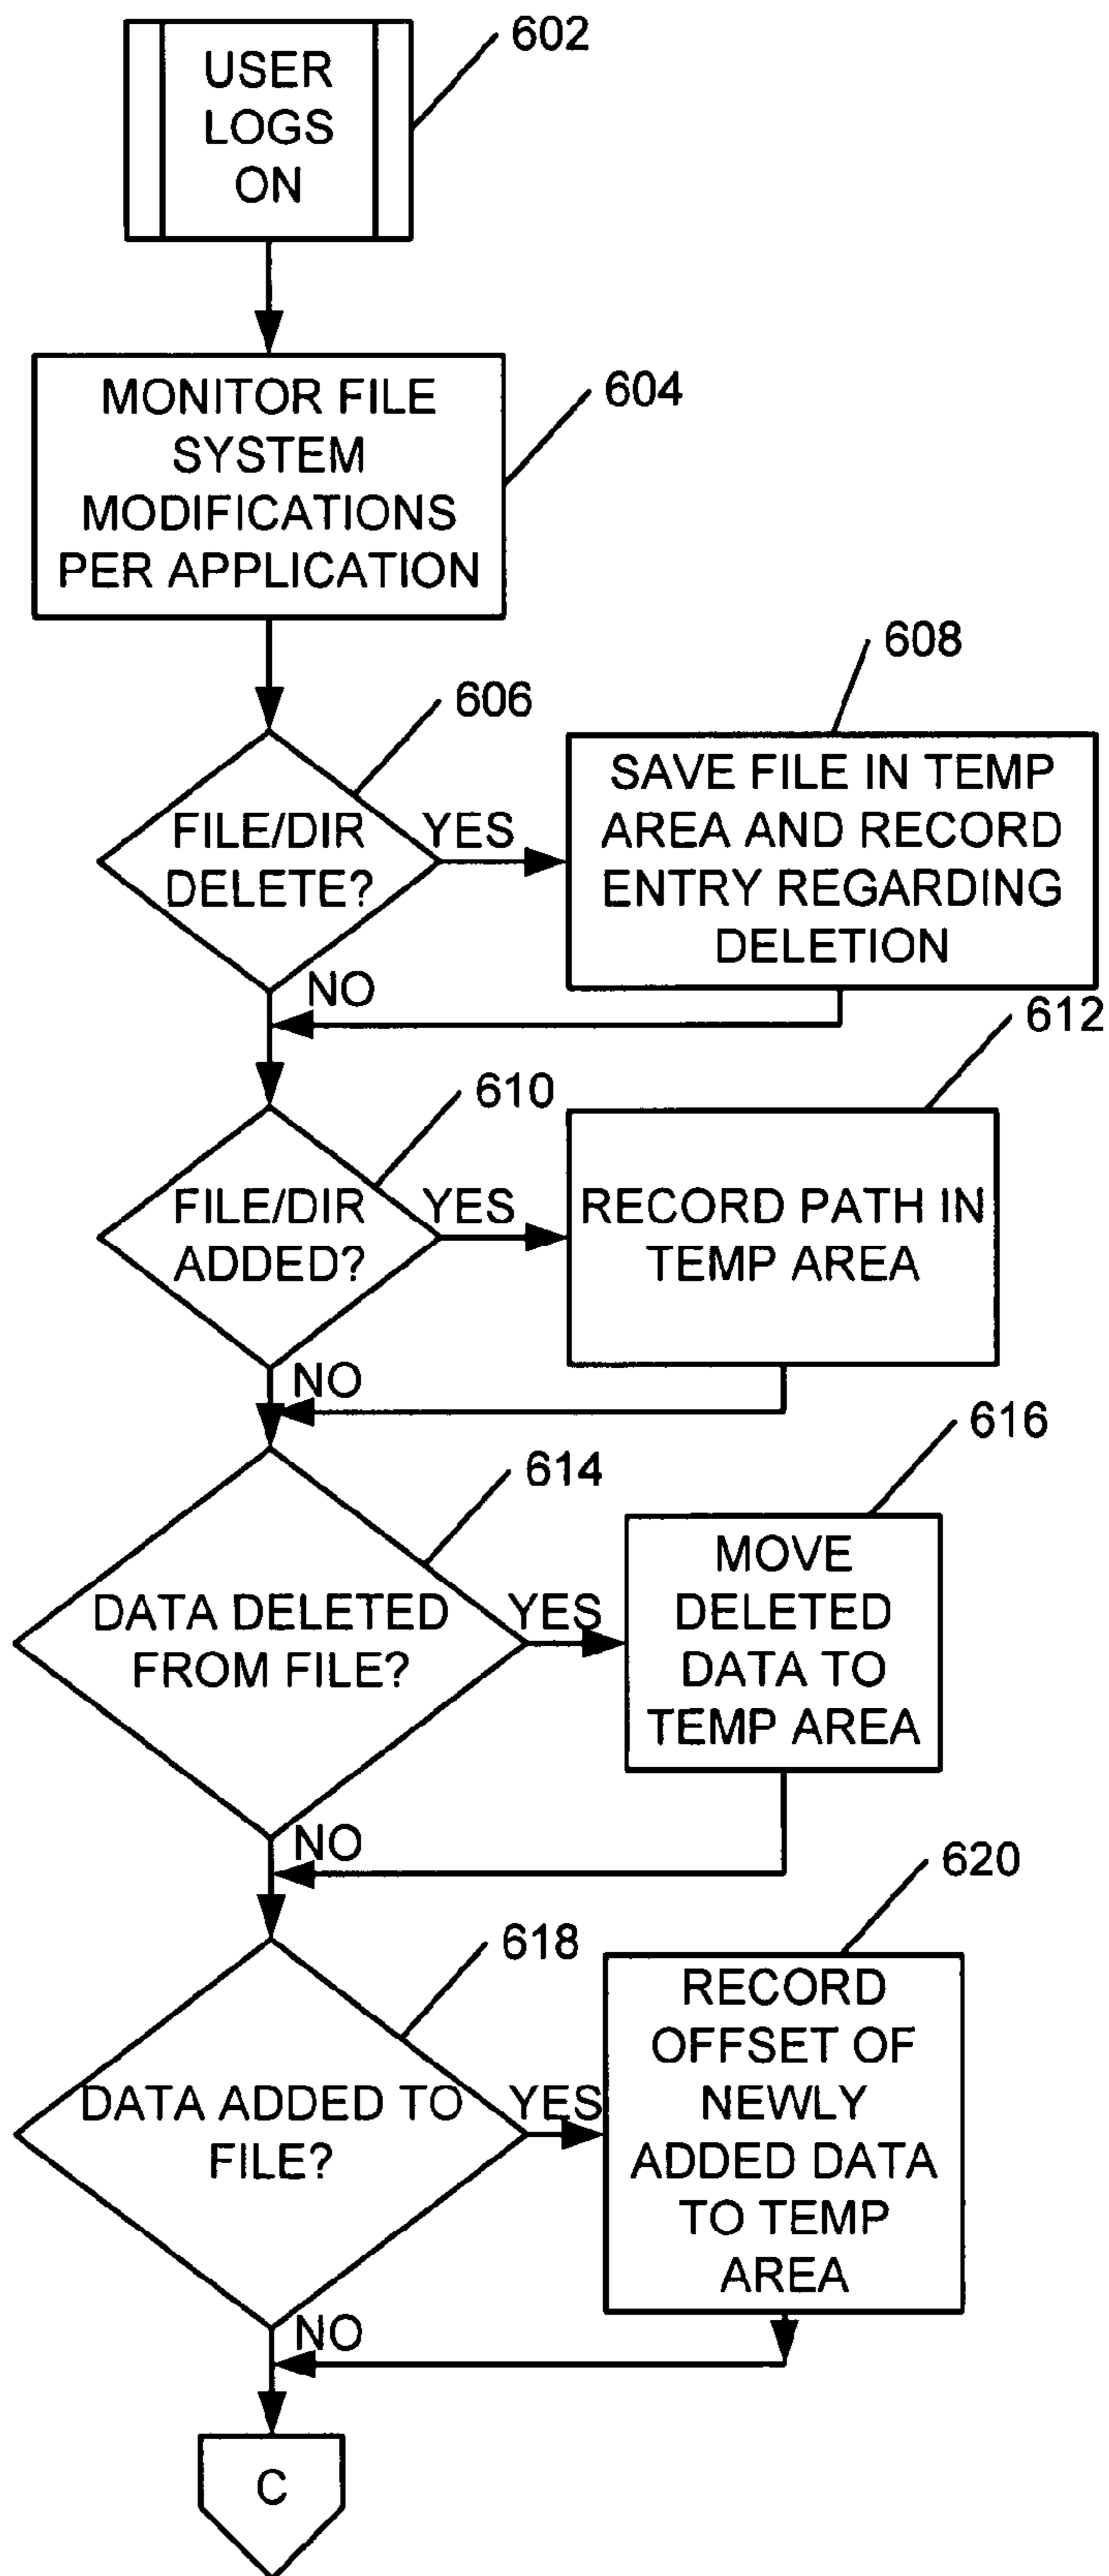 602
USER
LOGS
ON
604
MONITOR FILE
SYSTEM
MODIFICATIONS
PER APPLICATION
606
608
FILE/DIR
DELETE?
YES
SAVE FILE IN TEMP
AREA AND RECORD
ENTRY REGARDING
DELETION
NO
610
612
FILE/DIR
ADDED?
YES
RECORD PATH IN
TEMP AREA
NO
614
616
DATA DELETED
FROM FILE?
YES
MOVE
DELETED
DATA TO
TEMP AREA
NO
618
620
DATA ADDED TO
FILE?
YES
RECORD
OFFSET OF
NEWLY
ADDED DATA
TO TEMP
AREA
NO
C